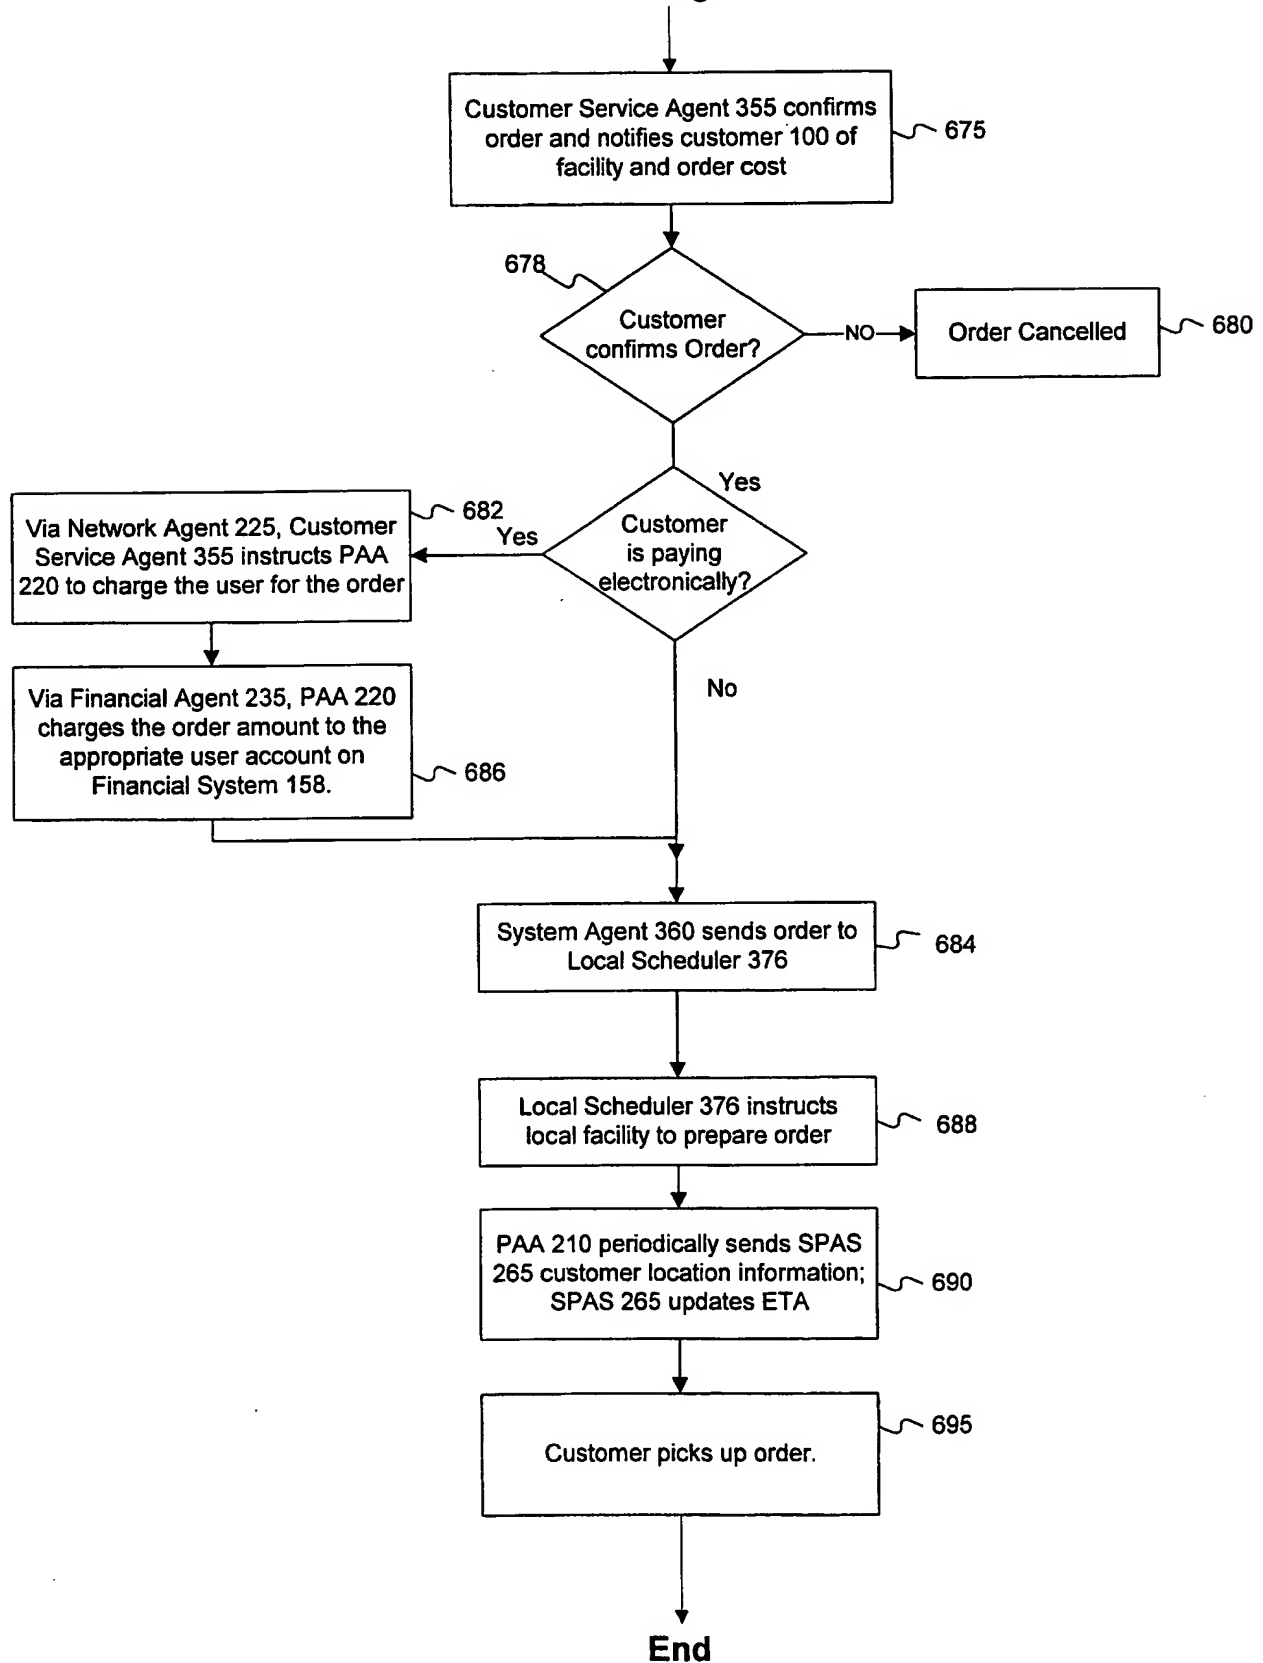 Customer Service Agent 355 confirms
order and notifies customer 100 of
facility and order cost
675
678
Customer
confirms Order?
NO
Order Cancelled
680
Yes
Customer
is paying
electronically?
Yes
682
Via Network Agent 225, Customer
Service Agent 355 instructs PAA
220 to charge the user for the order
Via Financial Agent 235, PAA 220
charges the order amount to the
appropriate user account on
Financial System 158.
686
No
System Agent 360 sends order to
Local Scheduler 376
684
Local Scheduler 376 instructs
local facility to prepare order
688
PAA 210 periodically sends SPAS
265 customer location information;
SPAS 265 updates ETA
690
Customer picks up order.
695
End